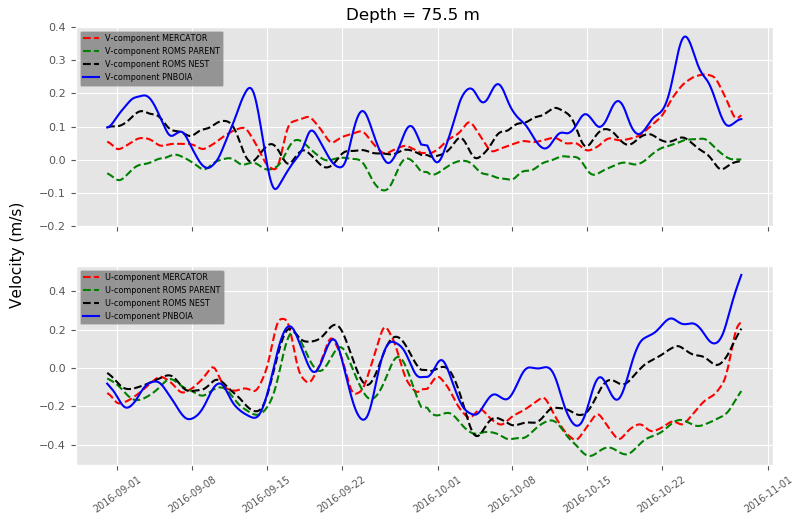 Depth = 75.5 m
0.4
0.3
0.2
0.1
0.0
−0.1
−0.2
V-component MERCATOR
V-component ROMS PARENT
V-component ROMS NEST
V-component PNBOIA
Velocity (m/s)
0.4
0.2
0.0
−0.2
−0.4
U-component MERCATOR
U-component ROMS PARENT
U-component ROMS NEST
U-component PNBOIA
2016-09-01
2016-09-08
2016-09-15
2016-09-22
2016-10-01
2016-10-08
2016-10-15
2016-10-22
2016-11-01